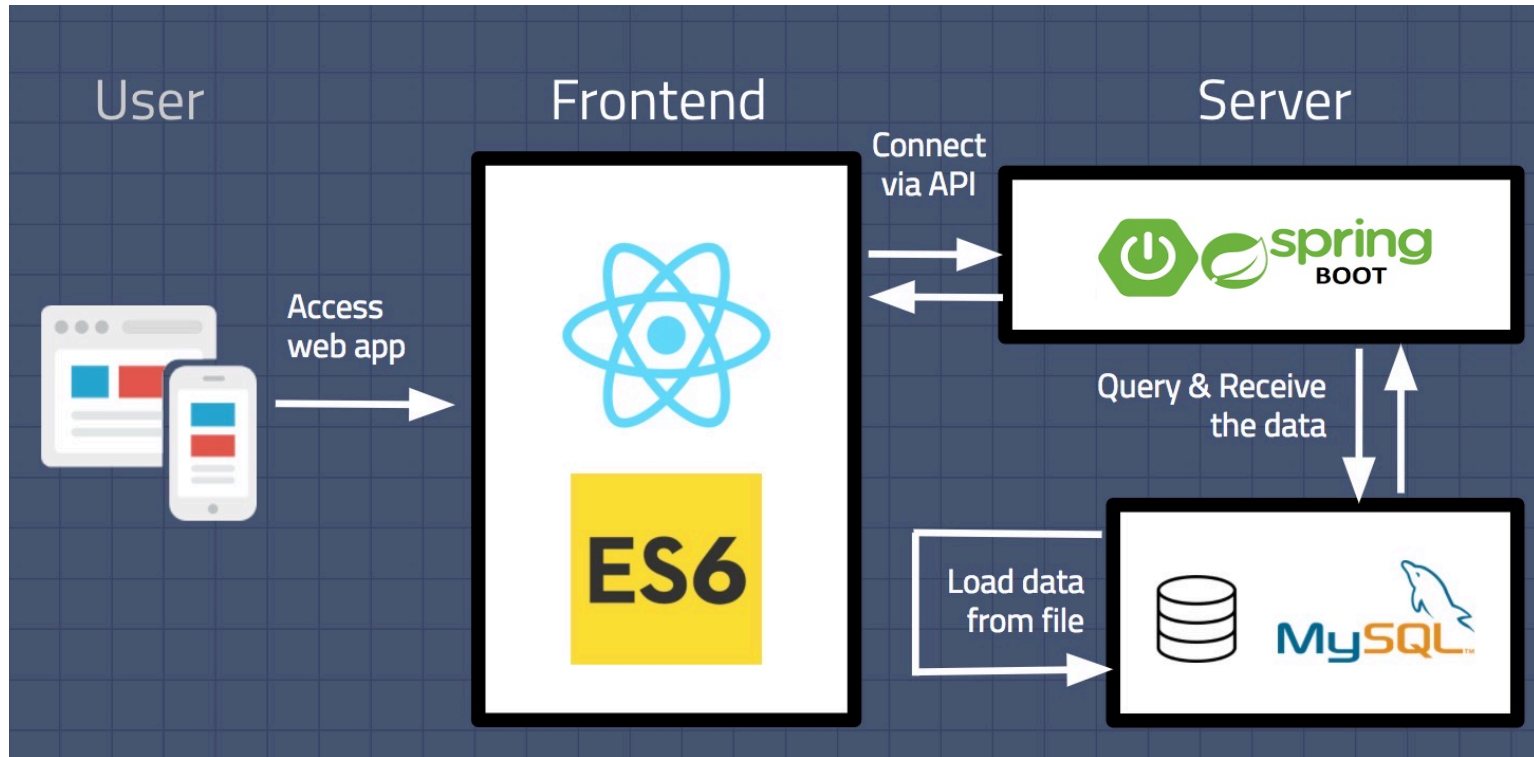 User
Frontend
Server
Connect
via API
spring
BOOT
Access
web app
Query & Receive
the data
ES6
Load data
from file
MySQL™